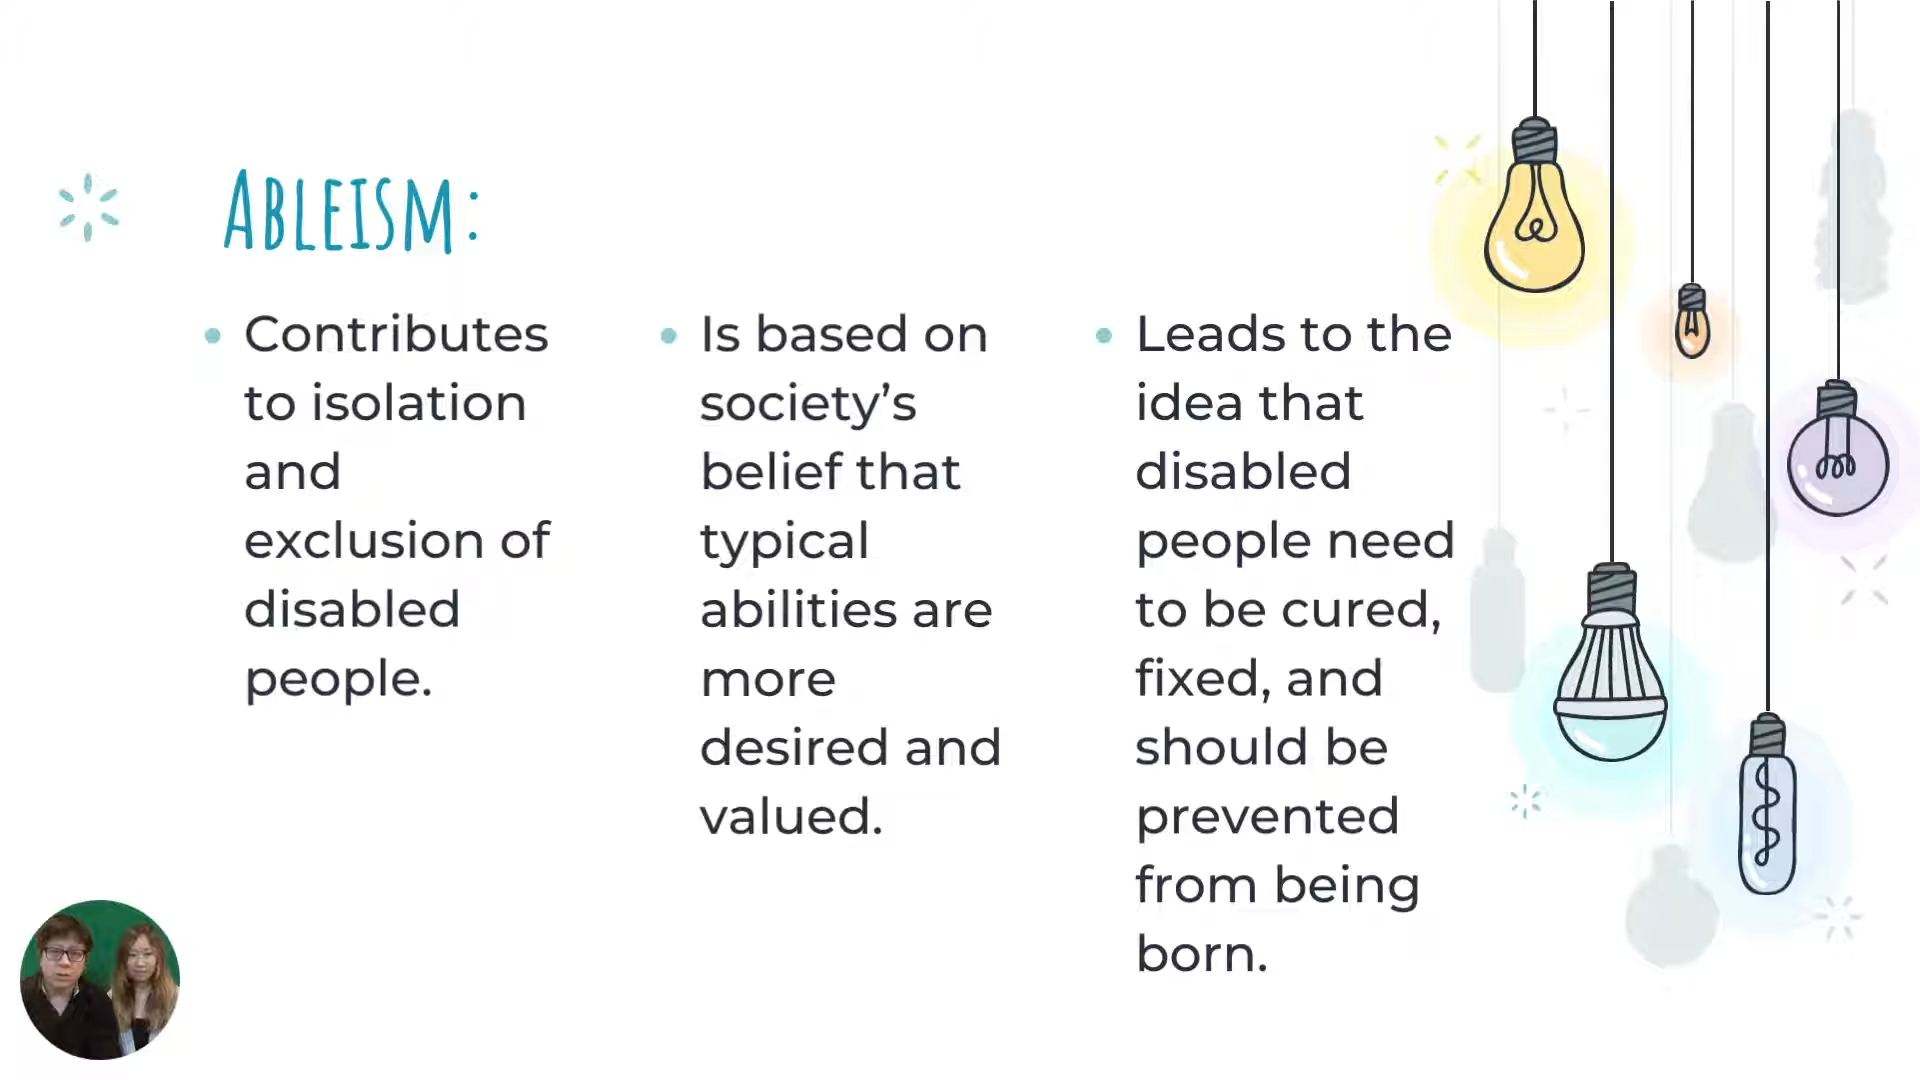 Ableism:
Contributes
to isolation
and
exclusion of
disabled
people.
Is based on
society’s
belief that
typical
abilities are
more
desired and
valued.
Leads to the
idea that
disabled
people need
to be cured,
fixed, and
should be
prevented
from being
born.